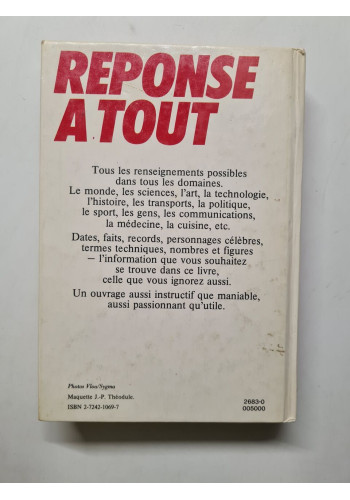 REPONSE
A TOUT
Tous les renseignements possibles
dans tous les domaines.
Le monde, les sciences, l'art, la technologie,
l'histoire, les transports, la politique,
le sport, les gens, les communications,
la médecine, la cuisine, etc.
Dates, faits, records, personnages célèbres,
termes techniques, nombres et figures
— l'information que vous souhaitez
se trouve dans ce livre,
celle que vous ignorez aussi.
Un ouvrage aussi instructif que maniable,
aussi passionnant qu'utile.
Photos Vloo/Sygma
Maquette J.-P. Théodule.
ISBN 2-7242-1069-7
2683-0
005000